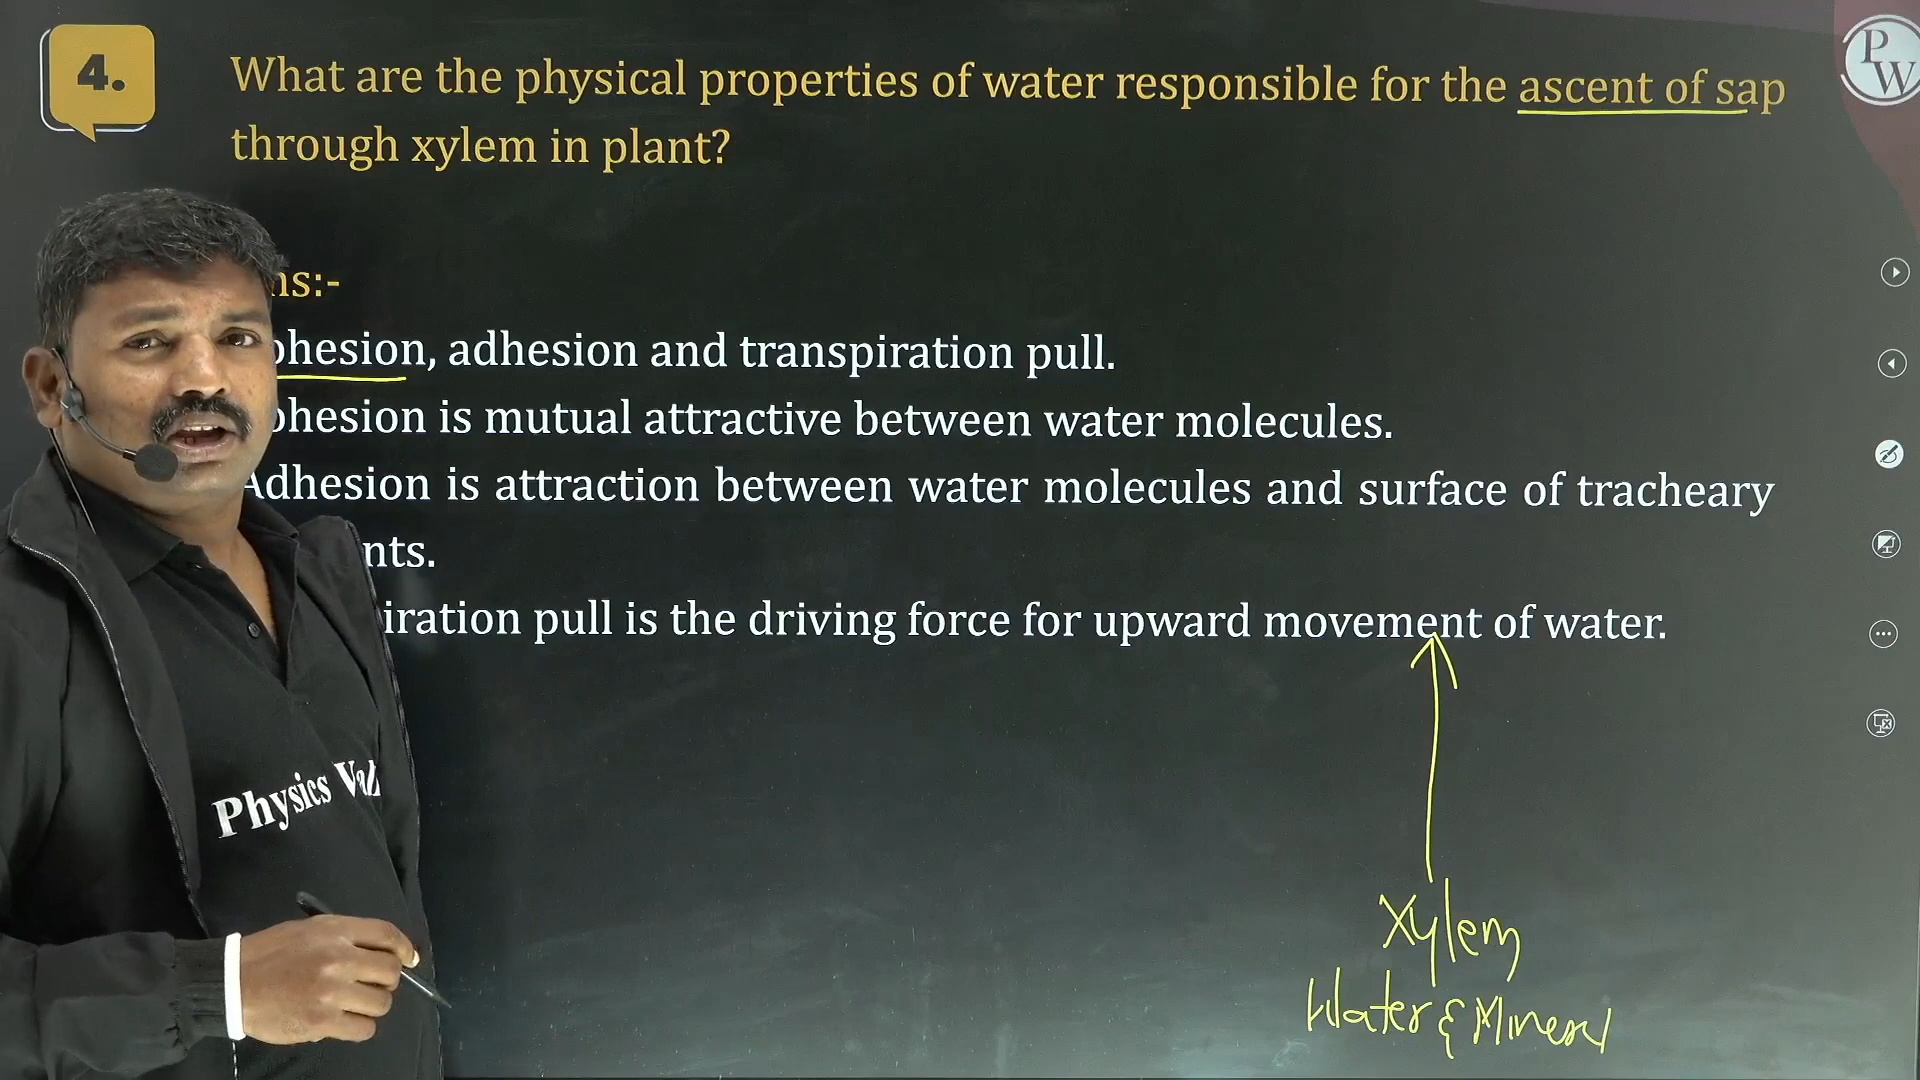 4.
What are the physical properties of water responsible for the ascent of sap
through xylem in plant?
PW
ns:-
ohesion, adhesion and transpiration pull.
ohesion is mutual attractive between water molecules.
Adhesion is attraction between water molecules and surface of tracheary
nts.
iration pull is the driving force for upward movement of water.
Physics Wal
Xylem
Water & Mineral